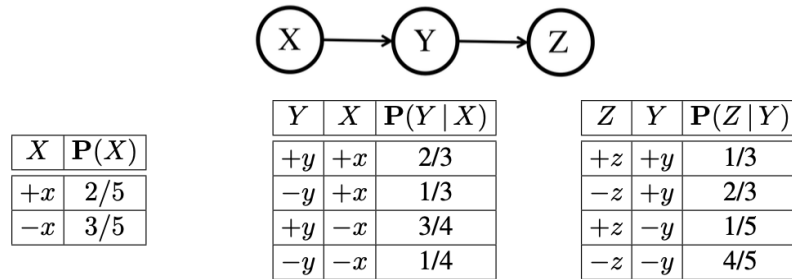 X Y Z
X P(X)
+x 2/5
−x 3/5
Y X P(Y | X)
+y +x 2/3
−y +x 1/3
+y −x 3/4
−y −x 1/4
Z Y P(Z | Y)
+z +y 1/3
−z +y 2/3
+z −y 1/5
−z −y 4/5